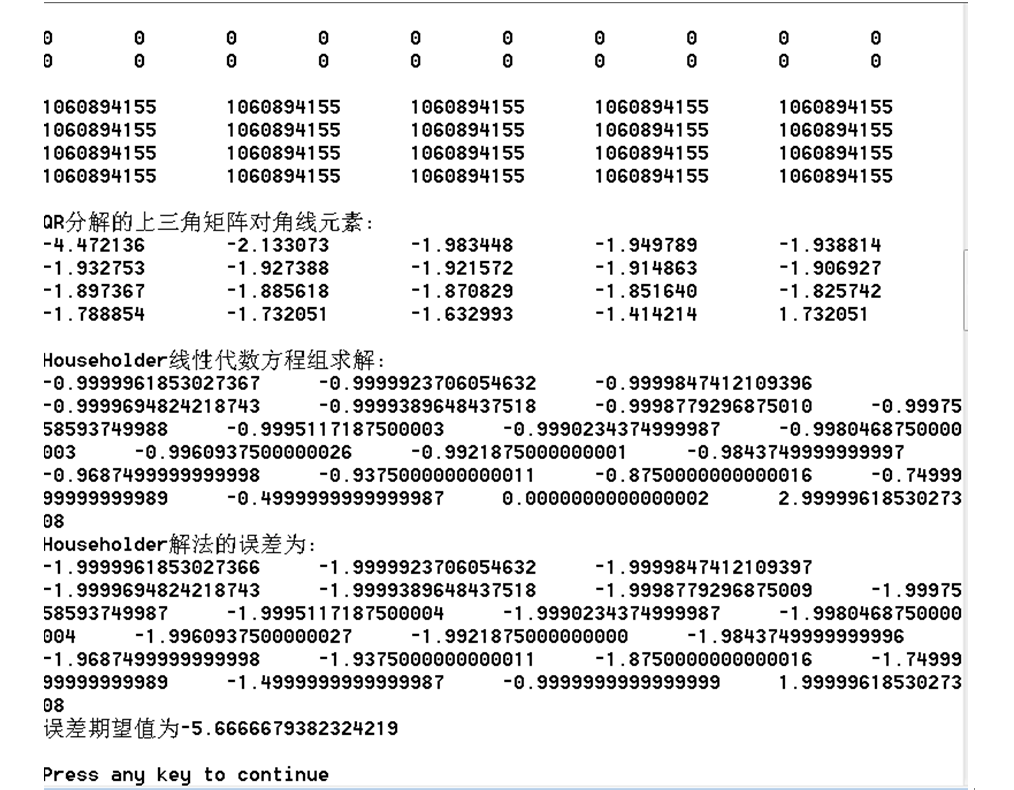 0 0 0 0 0 0 0 0 0 0
0 0 0 0 0 0 0 0 0 0
1060894155 1060894155 1060894155 1060894155 1060894155
1060894155 1060894155 1060894155 1060894155 1060894155
1060894155 1060894155 1060894155 1060894155 1060894155
1060894155 1060894155 1060894155 1060894155 1060894155
QR分解的上三角矩阵对角线元素:
-4.472136 -2.133073 -1.983448 -1.949789 -1.938814
-1.932753 -1.927388 -1.921572 -1.914863 -1.906927
-1.897367 -1.885618 -1.870829 -1.851640 -1.825742
-1.788854 -1.732051 -1.632993 -1.414214 1.732051
Householder线性代数方程组求解:
-0.9999961853027367 -0.9999923706054632 -0.9999847412109396
-0.9999694824218743 -0.9999389648437518 -0.9998779296875010 -0.99975
58593749988 -0.9995117187500003 -0.9990234374999987 -0.9980468750000
003 -0.9960937500000026 -0.9921875000000001 -0.9843749999999997
-0.9687499999999998 -0.9375000000000011 -0.8750000000000016 -0.74999
99999999989 -0.4999999999999987 0.0000000000000002 2.99999618530273
08
Householder解法的误差为:
-1.9999961853027366 -1.9999923706054632 -1.9999847412109397
-1.9999694824218743 -1.9999389648437518 -1.9998779296875009 -1.99975
58593749987 -1.9995117187500004 -1.9990234374999987 -1.9980468750000
004 -1.9960937500000027 -1.9921875000000000 -1.9843749999999996
-1.9687499999999998 -1.9375000000000011 -1.8750000000000016 -1.74999
99999999989 -1.4999999999999987 -0.9999999999999999 1.99999618530273
08
误差期望值为-5.6666679382324219
Press any key to continue